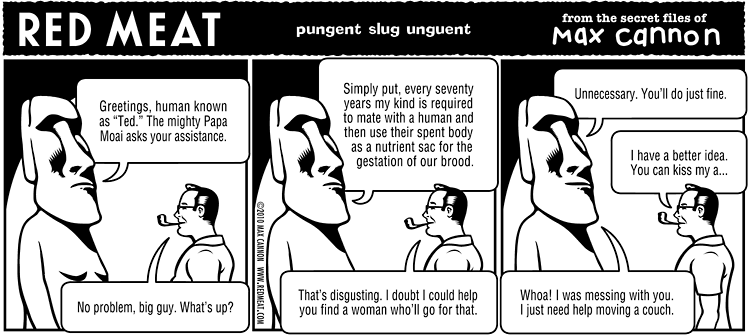 RED MEAT
pungent slug unguent
from the secret files of
Max Cannon
Greetings, human known
as “Ted.” The mighty Papa
Moai asks your assistance.
No problem, big guy. What’s up?
©2010 MAX CANNON WWW.REDMEAT.COM
Simply put, every seventy
years my kind is required
to mate with a human and
then use their spent body
as a nutrient sac for the
gestation of our brood.
That’s disgusting. I doubt I could help
you find a woman who’ll go for that.
Unnecessary. You’ll do just fine.
I have a better idea.
You can kiss my a...
Whoa! I was messing with you.
I just need help moving a couch.